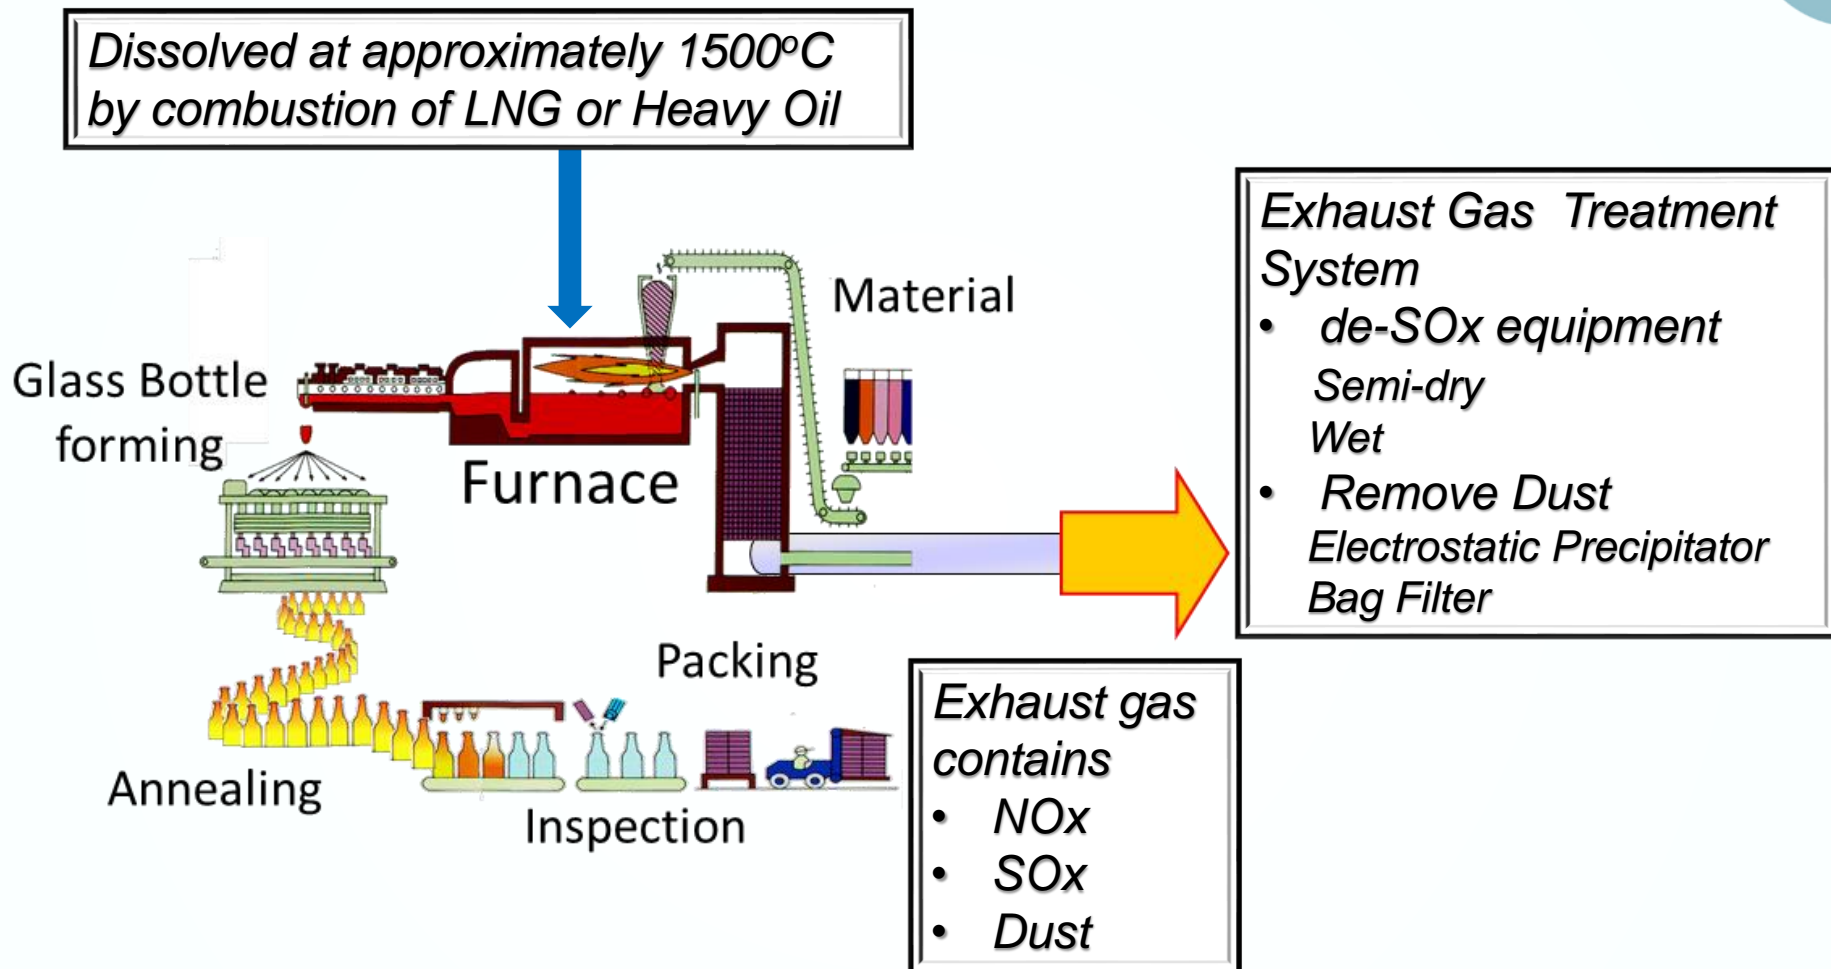 Dissolved at approximately 1500°C
by combustion of LNG or Heavy Oil
Material
Glass Bottle
forming
Furnace
Exhaust Gas Treatment
System
• de-SOx equipment
Semi-dry
Wet
• Remove Dust
Electrostatic Precipitator
Bag Filter
Packing
Annealing
Inspection
Exhaust gas
contains
• NOx
• SOx
• Dust